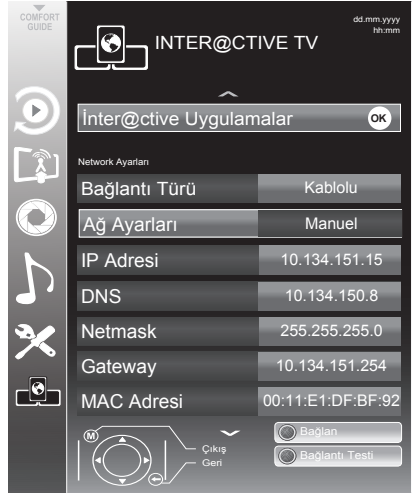 COMFORT
GUIDE
INTER@CTIVE TV
dd.mm.yyyy
hh:mm
İnter@ctive Uygulamalar
OK
Network Ayarları
Bağlantı Türü Kablolu
Ağ Ayarları Manuel
IP Adresi 10.134.151.15
DNS 10.134.150.8
Netmask 255.255.255.0
Gateway 10.134.151.254
MAC Adresi 00:11:E1:DF:BF:92
M
Çıkış
Geri
Bağlan
Bağlantı Testi